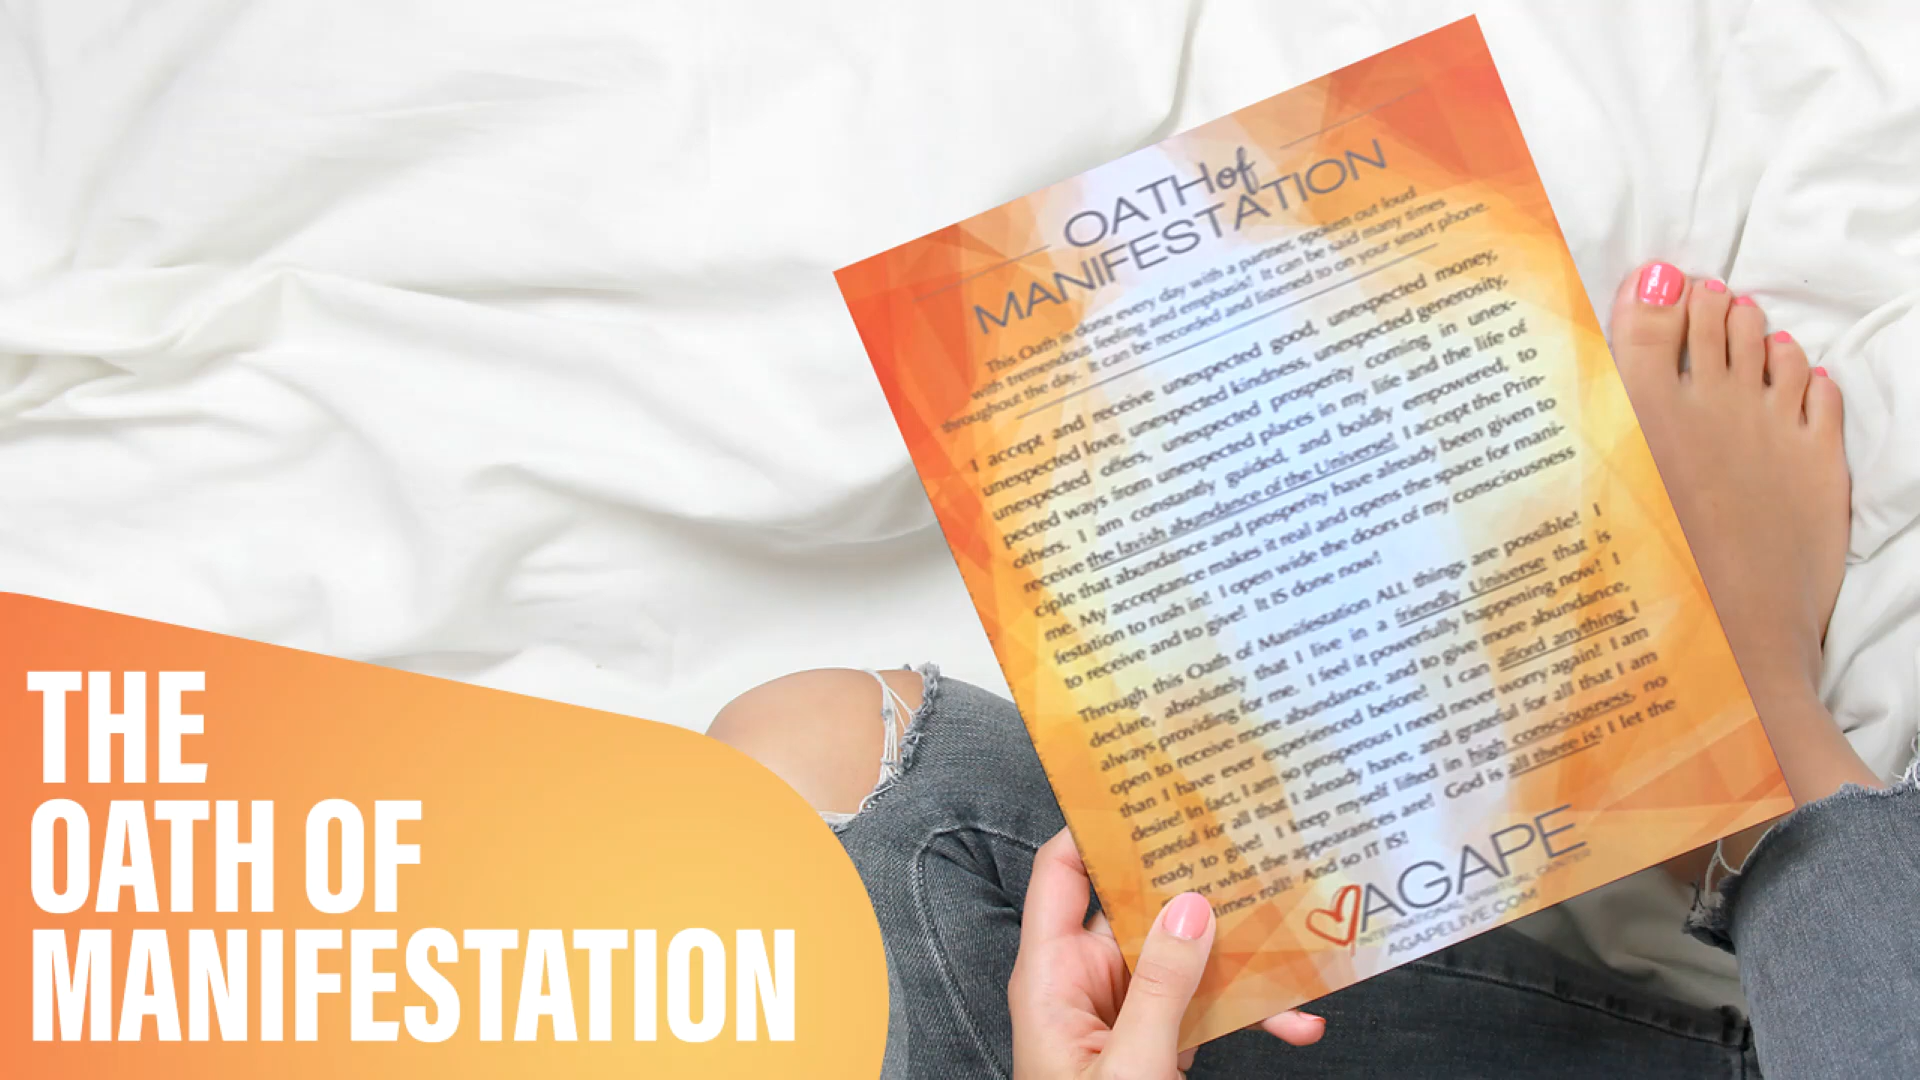 OATH of
MANIFESTATION
This Oath is done every day with a partner, spoken out loud
with tremendous feeling and emphasis! It can be said many times
throughout the day. It can be recorded and listened to on your smart phone.
I accept and receive unexpected good, unexpected money,
unexpected love, unexpected kindness, unexpected generosity,
unexpected offers, unexpected prosperity coming in unex-
pected ways from unexpected places in my life and the life of
others. I am constantly guided, and boldly empowered, to
receive the lavish abundance of the Universe! I accept the Prin-
ciple that abundance and prosperity have already been given to
me. My acceptance makes it real and opens the space for mani-
festation to rush in! I open wide the doors of my consciousness
to receive and to give! It IS done now!
Through this Oath of Manifestation ALL things are possible! I
declare, absolutely that I live in a friendly Universe that is
always providing for me. I feel it powerfully happening now! I
open to receive more abundance, and to give more abundance,
than I have ever experienced before! I can afford anything I
desire! In fact, I am so prosperous I need never worry again! I am
grateful for all that I already have, and grateful for all that I am
ready to give! I keep myself lifted in high consciousness, no
what the appearances are! God is all there is! I let the
times roll! And so IT IS!
AGAPE
INTERNATIONAL SPIRITUAL CENTER
AGAPELIVE.COM
THE
OATH OF
MANIFESTATION